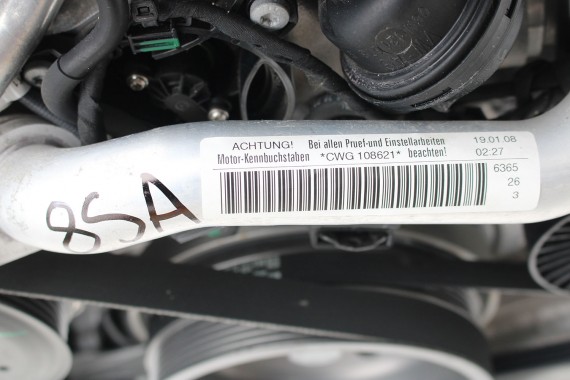 ACHTUNG! Bei allen Pruef-und Einstellarbeiten 19.01.08
Motor-Kennbuchstaben *CWG 108621* beachten! 02:27
6365
26
3
8SA